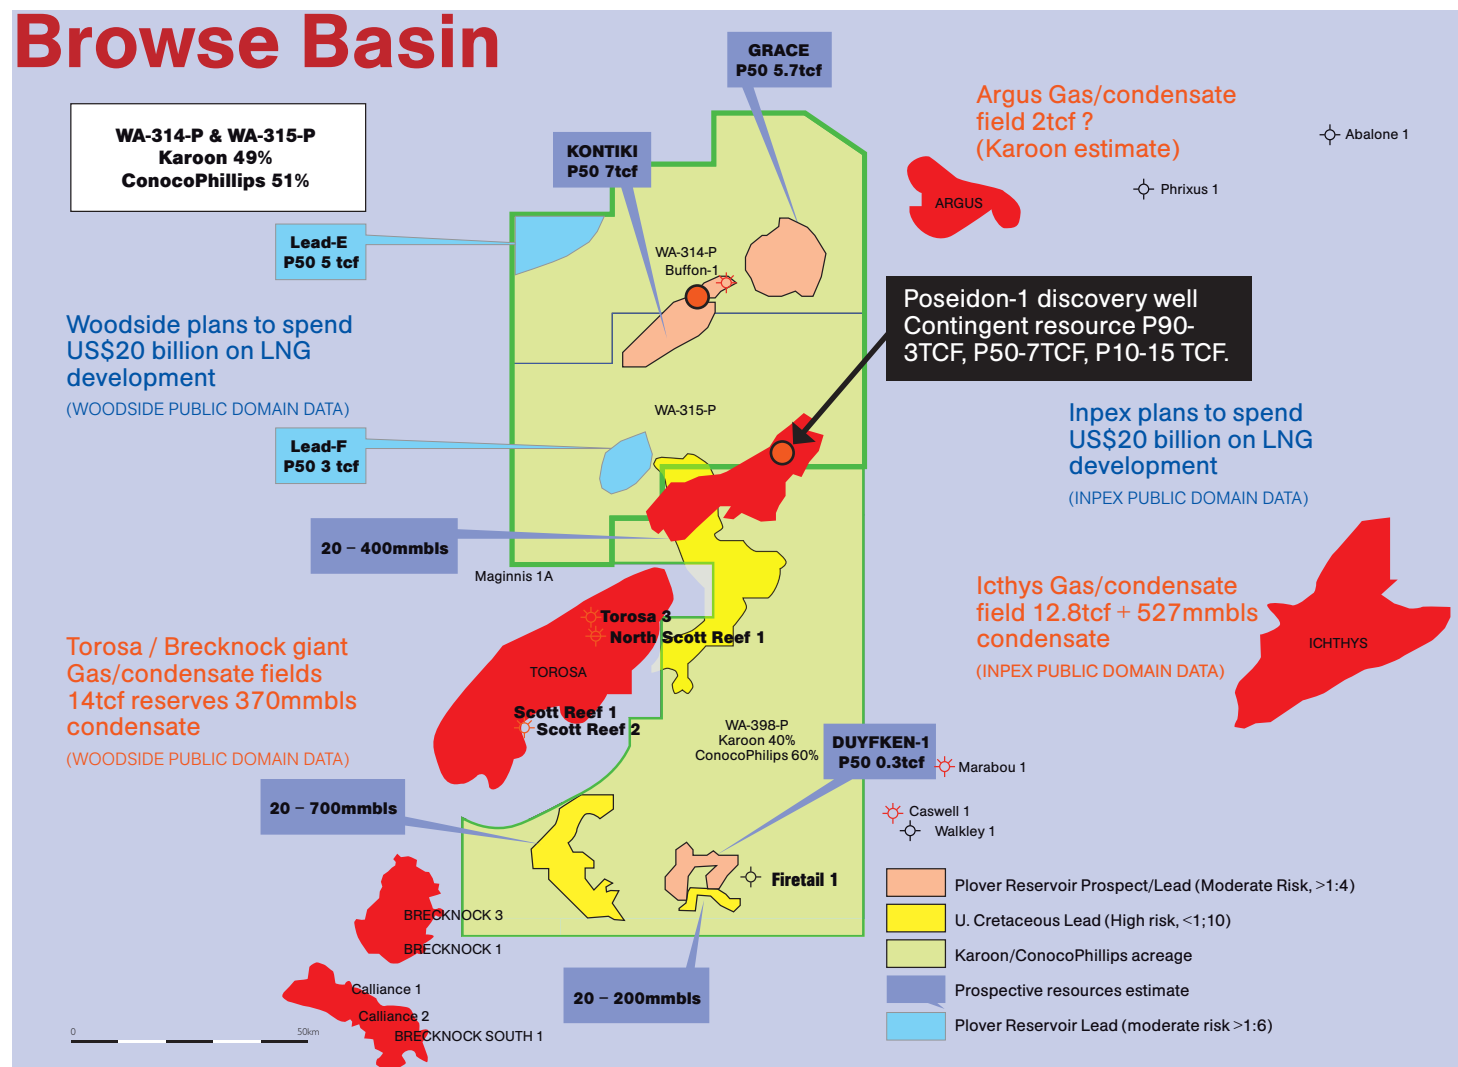 Browse Basin
WA-314-P & WA-315-P
Karoon 49%
ConocoPhillips 51%
GRACE
P50 5.7tcf
KONTIKI
P50 7tcf
Argus Gas/condensate
field 2tcf ?
(Karoon estimate)
Abalone 1
Phrixus 1
ARGUS
Lead-E
P50 5 tcf
WA-314-P
Buffon-1
Poseidon-1 discovery well
Contingent resource P90-
3TCF, P50-7TCF, P10-15 TCF.
Woodside plans to spend
US$20 billion on LNG
development
(WOODSIDE PUBLIC DOMAIN DATA)
WA-315-P
Inpex plans to spend
US$20 billion on LNG
development
(INPEX PUBLIC DOMAIN DATA)
Lead-F
P50 3 tcf
20 – 400mmbls
Maginnis 1A
Torosa 3
North Scott Reef 1
TOROSA
Scott Reef 1
Scott Reef 2
Icthys Gas/condensate
field 12.8tcf + 527mmbls
condensate
(INPEX PUBLIC DOMAIN DATA)
ICHTHYS
Torosa / Brecknock giant
Gas/condensate fields
14tcf reserves 370mmbls
condensate
(WOODSIDE PUBLIC DOMAIN DATA)
WA-398-P
Karoon 40%
ConocoPhilips 60%
DUYFKEN-1
P50 0.3tcf
Marabou 1
Caswell 1
Walkley 1
20 – 700mmbls
Firetail 1
BRECKNOCK 3
BRECKNOCK 1
Calliance 1
Calliance 2
BRECKNOCK SOUTH 1
20 – 200mmbls
Plover Reservoir Prospect/Lead (Moderate Risk, >1:4)
U. Cretaceous Lead (High risk, <1;10)
Karoon/ConocoPhillips acreage
Prospective resources estimate
Plover Reservoir Lead (moderate risk >1:6)
0
50km